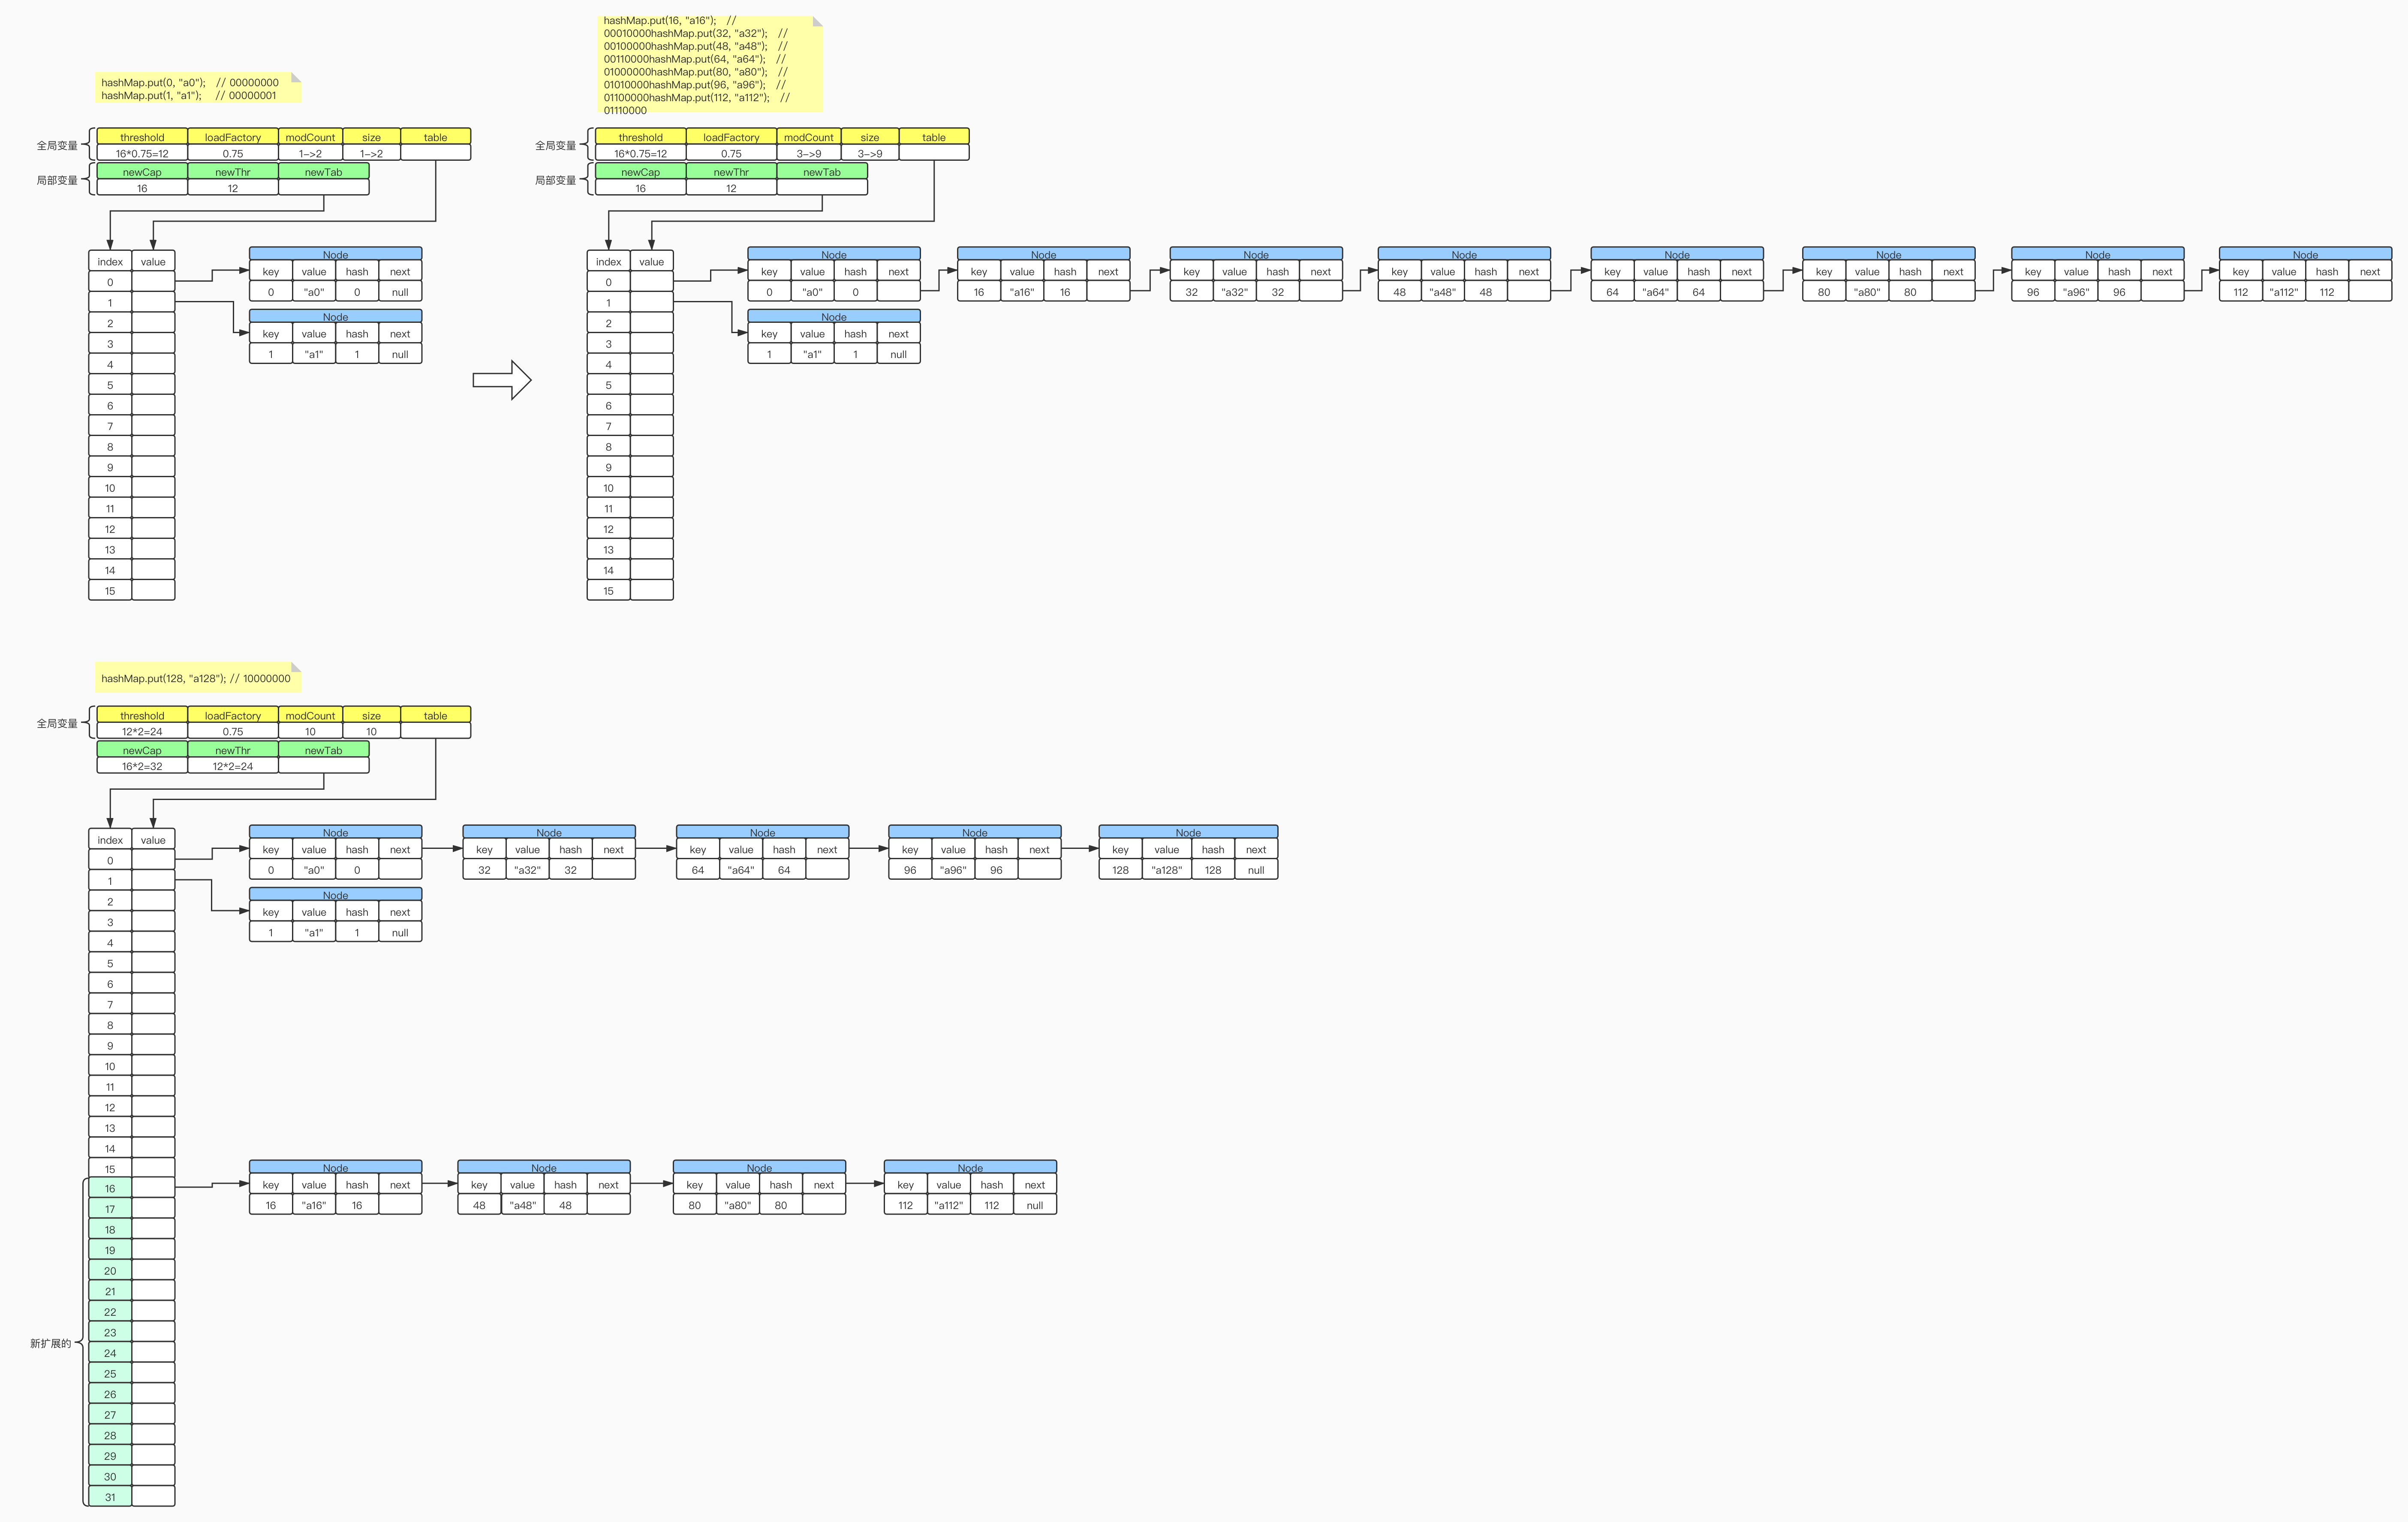 hashMap.put(0, "a0");   // 00000000
hashMap.put(1, "a1");    // 00000001
全局变量
threshold loadFactory modCount size table
16*0.75=12 0.75 1->2 1->2
局部变量
newCap newThr newTab
16 12
index value
0
1
2
3
4
5
6
7
8
9
10
11
12
13
14
15
Node
key value hash next
0 "a0" 0 null
Node
key value hash next
1 "a1" 1 null
hashMap.put(16, "a16");   //
00010000hashMap.put(32, "a32");   //
00100000hashMap.put(48, "a48");   //
00110000hashMap.put(64, "a64");   //
01000000hashMap.put(80, "a80");   //
01010000hashMap.put(96, "a96");   //
01100000hashMap.put(112, "a112");   //
01110000
全局变量
threshold loadFactory modCount size table
16*0.75=12 0.75 3->9 3->9
局部变量
newCap newThr newTab
16 12
index value
0
1
2
3
4
5
6
7
8
9
10
11
12
13
14
15
Node
key value hash next
0 "a0" 0
Node
key value hash next
16 "a16" 16
Node
key value hash next
32 "a32" 32
Node
key value hash next
48 "a48" 48
Node
key value hash next
64 "a64" 64
Node
key value hash next
80 "a80" 80
Node
key value hash next
96 "a96" 96
Node
key value hash next
112 "a112" 112
Node
key value hash next
1 "a1" 1 null
hashMap.put(128, "a128"); // 10000000
全局变量
threshold loadFactory modCount size table
12*2=24 0.75 10 10
newCap newThr newTab
16*2=32 12*2=24
index value
0
1
2
3
4
5
6
7
8
9
10
11
12
13
14
15
新扩展的
16
17
18
19
20
21
22
23
24
25
26
27
28
29
30
31
Node
key value hash next
0 "a0" 0
Node
key value hash next
32 "a32" 32
Node
key value hash next
64 "a64" 64
Node
key value hash next
96 "a96" 96
Node
key value hash next
128 "a128" 128 null
Node
key value hash next
1 "a1" 1 null
Node
key value hash next
16 "a16" 16
Node
key value hash next
48 "a48" 48
Node
key value hash next
80 "a80" 80
Node
key value hash next
112 "a112" 112 null